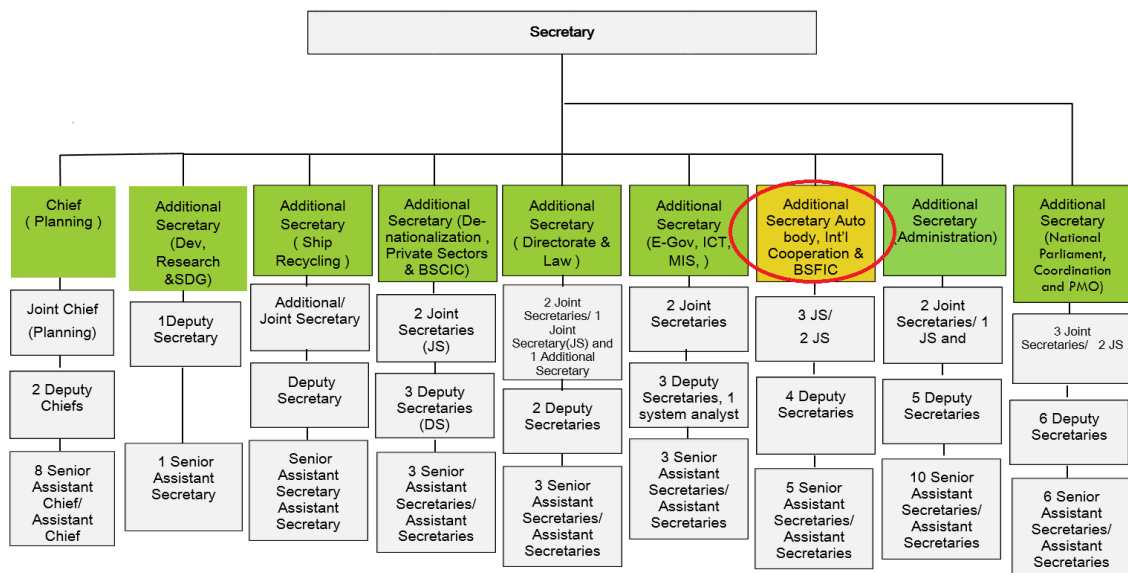 Secretary
Chief
( Planning )
Joint Chief
(Planning)
2 Deputy
Chiefs
8 Senior
Assistant
Chief/
Assistant
Chief
Additional
Secretary
(Dev,
Research
&SDG)
1Deputy
Secretary
1 Senior
Assistant
Secretary
Additional
Secretary
( Ship
Recycling )
Additional/
Joint Secretary
Deputy
Secretary
Senior
Assistant
Secretary
Assistant
Secretary
Additional
Secretary (De-
nationalization ,
Private Sectors
& BSCIC)
2 Joint
Secretaries
(JS)
3 Deputy
Secretaries
(DS)
3 Senior
Assistant
Secretaries/
Assistant
Secretaries
Additional
Secretary
( Directorate &
Law )
2 Joint
Secretaries/ 1
Joint
Secretary(JS) and
1 Additional
Secretary
2 Deputy
Secretaries
3 Senior
Assistant
Secretaries/
Assistant
Secretaries
Additional
Secretary
(E-Gov, ICT,
MIS, )
2 Joint
Secretaries
3 Deputy
Secretaries, 1
system analyst
3 Senior
Assistant
Secretaries/
Assistant
Secretaries
Additional
Secretary Auto
body, Int'l
Cooperation &
BSFIC
3 JS/
2 JS
4 Deputy
Secretaries
5 Senior
Assistant
Secretaries/
Assistant
Secretaries
Additional
Secretary
(Administration)
2 Joint
Secretaries/ 1
JS and
5 Deputy
Secretaries
10 Senior
Assistant
Secretaries/
Assistant
Secretaries
Additional
Secretary
(National
Parliament,
Coordination
and PMO)
3 Joint
Secretaries/ 2 JS
6 Deputy
Secretaries
6 Senior
Assistant
Secretaries/
Assistant
Secretaries